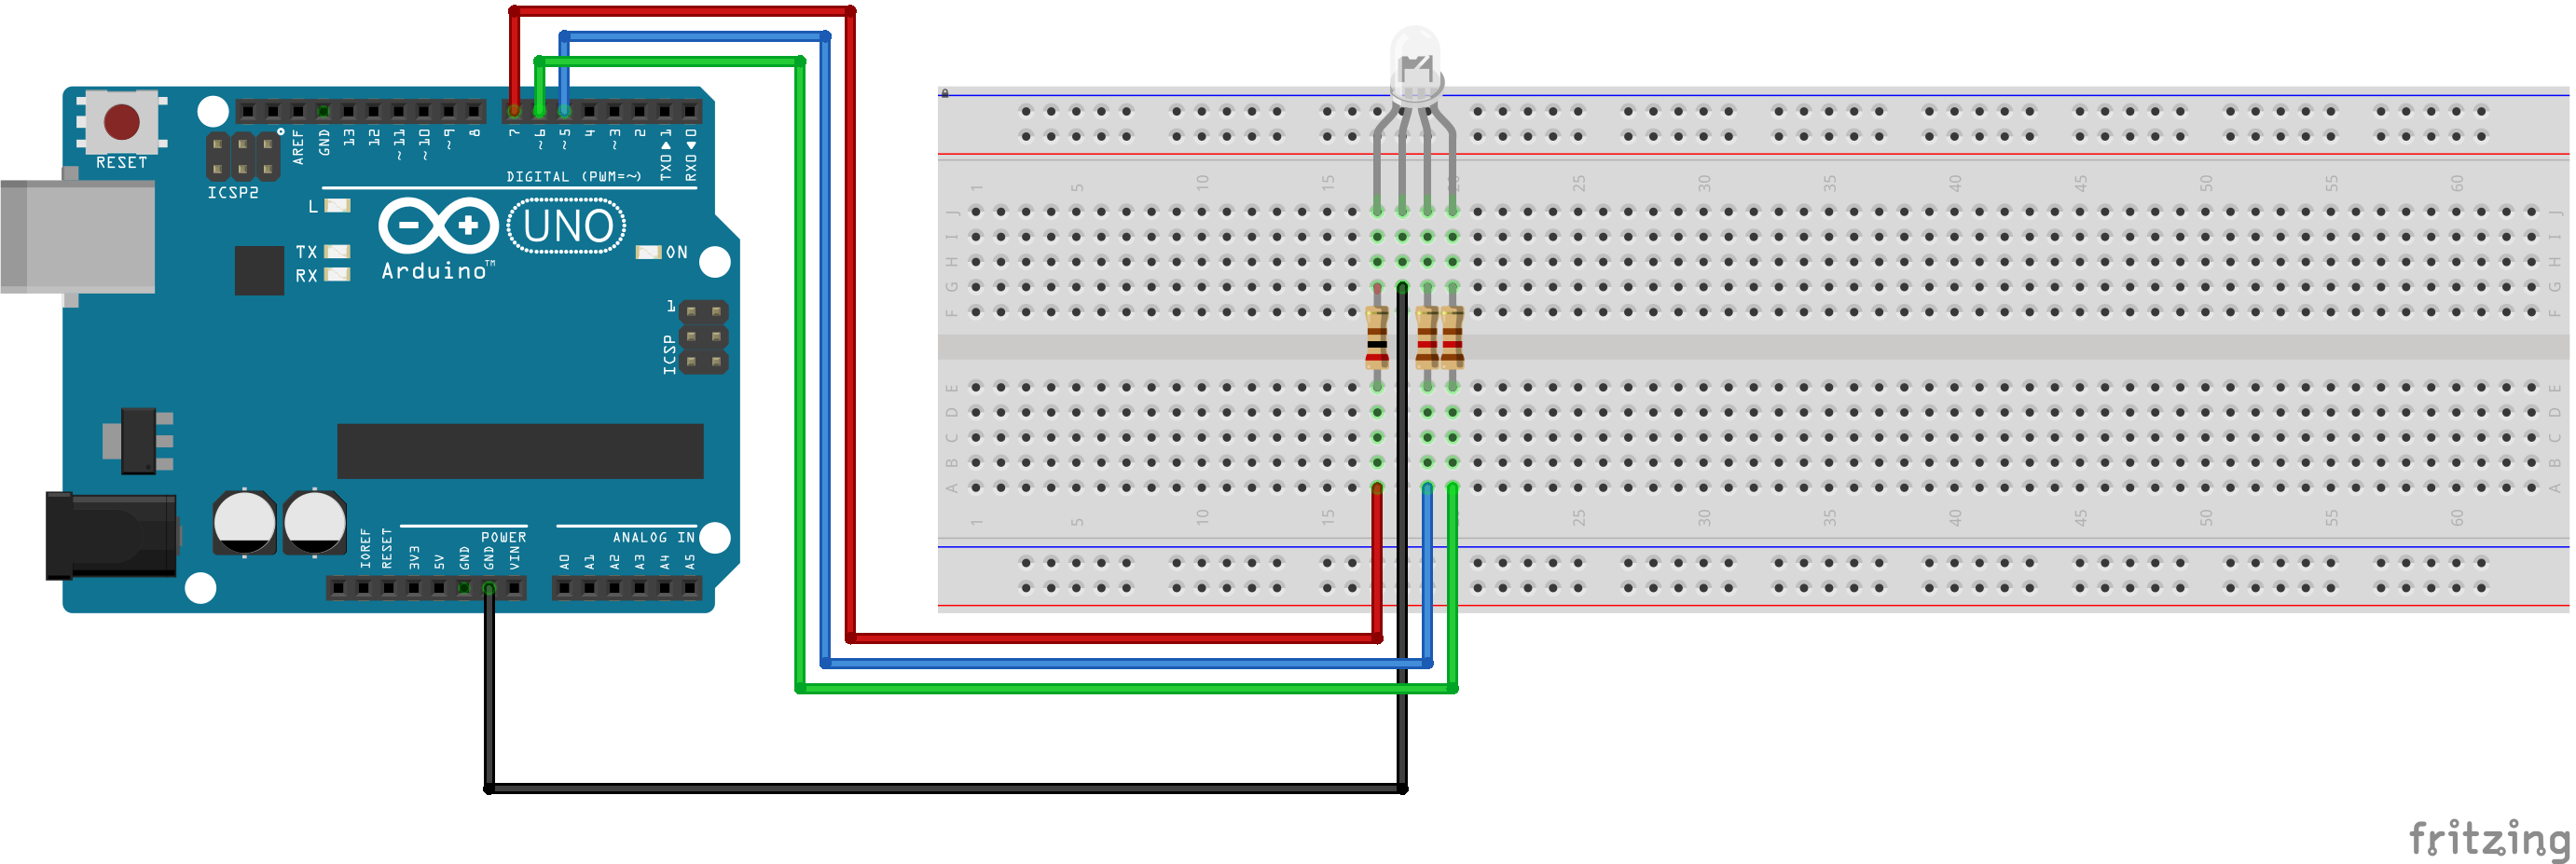 RESET
ICSP2
AREF
GND
13
12
~11
~10
~9
8
7
~6
~5
4
~3
2
TX0 ▶ 1
RX0 ◀ 0
DIGITAL (PWM=~)
L
TX
RX
UNO
Arduino™
ON
1
ICSP
IOREF
RESET
3V3
5V
GND
GND
VIN
POWER
A0
A1
A2
A3
A4
A5
ANALOG IN
1 5 10 15 20 25 30 35 40 45 50 55 60
J J
I I
H H
G G
F F
E E
D D
C C
B B
A A
1 5 10 15 25 30 35 40 45 50 55 60
fritzing